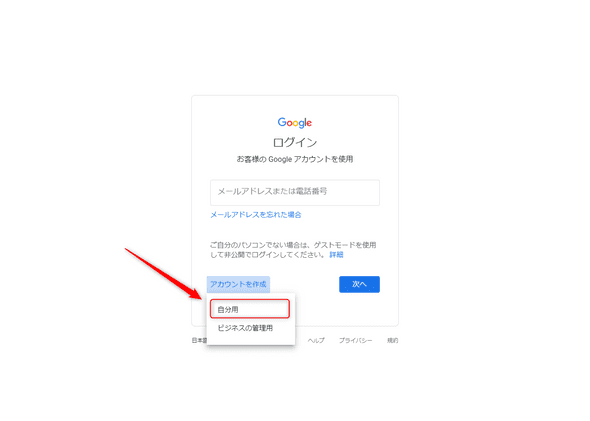 Google
ログイン
お客様の Google アカウントを使用
メールアドレスまたは電話番号
メールアドレスを忘れた場合
ご自分のパソコンでない場合は、ゲストモードを使用
して非公開でログインしてください。 詳細
アカウントを作成 次へ
自分用
ビジネスの管理用
日本 ヘルプ プライバシー 規約